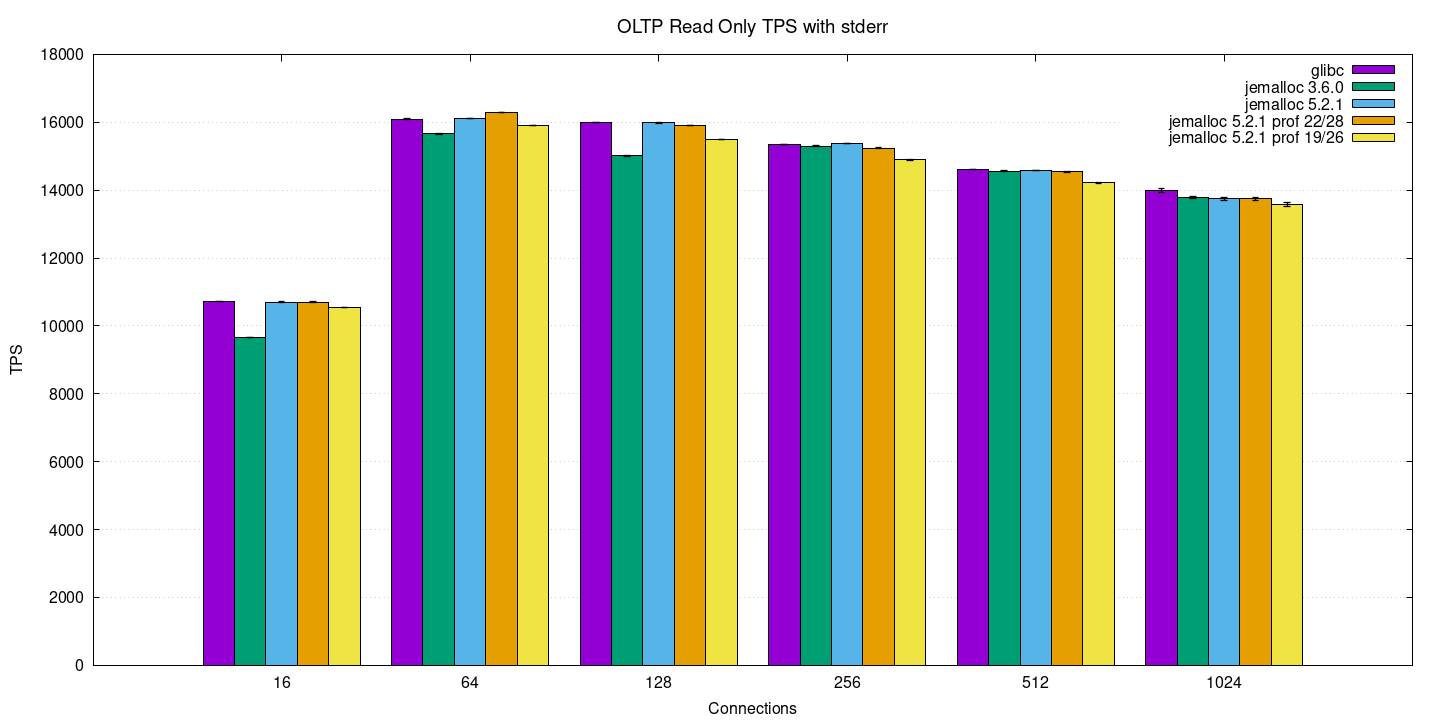 OLTP Read Only TPS with stderr
18000
16000
14000
12000
10000
8000
6000
4000
2000
0
TPS
glibc
jemalloc 3.6.0
jemalloc 5.2.1
jemalloc 5.2.1 prof 22/28
jemalloc 5.2.1 prof 19/26
16 64 128 256 512 1024
Connections